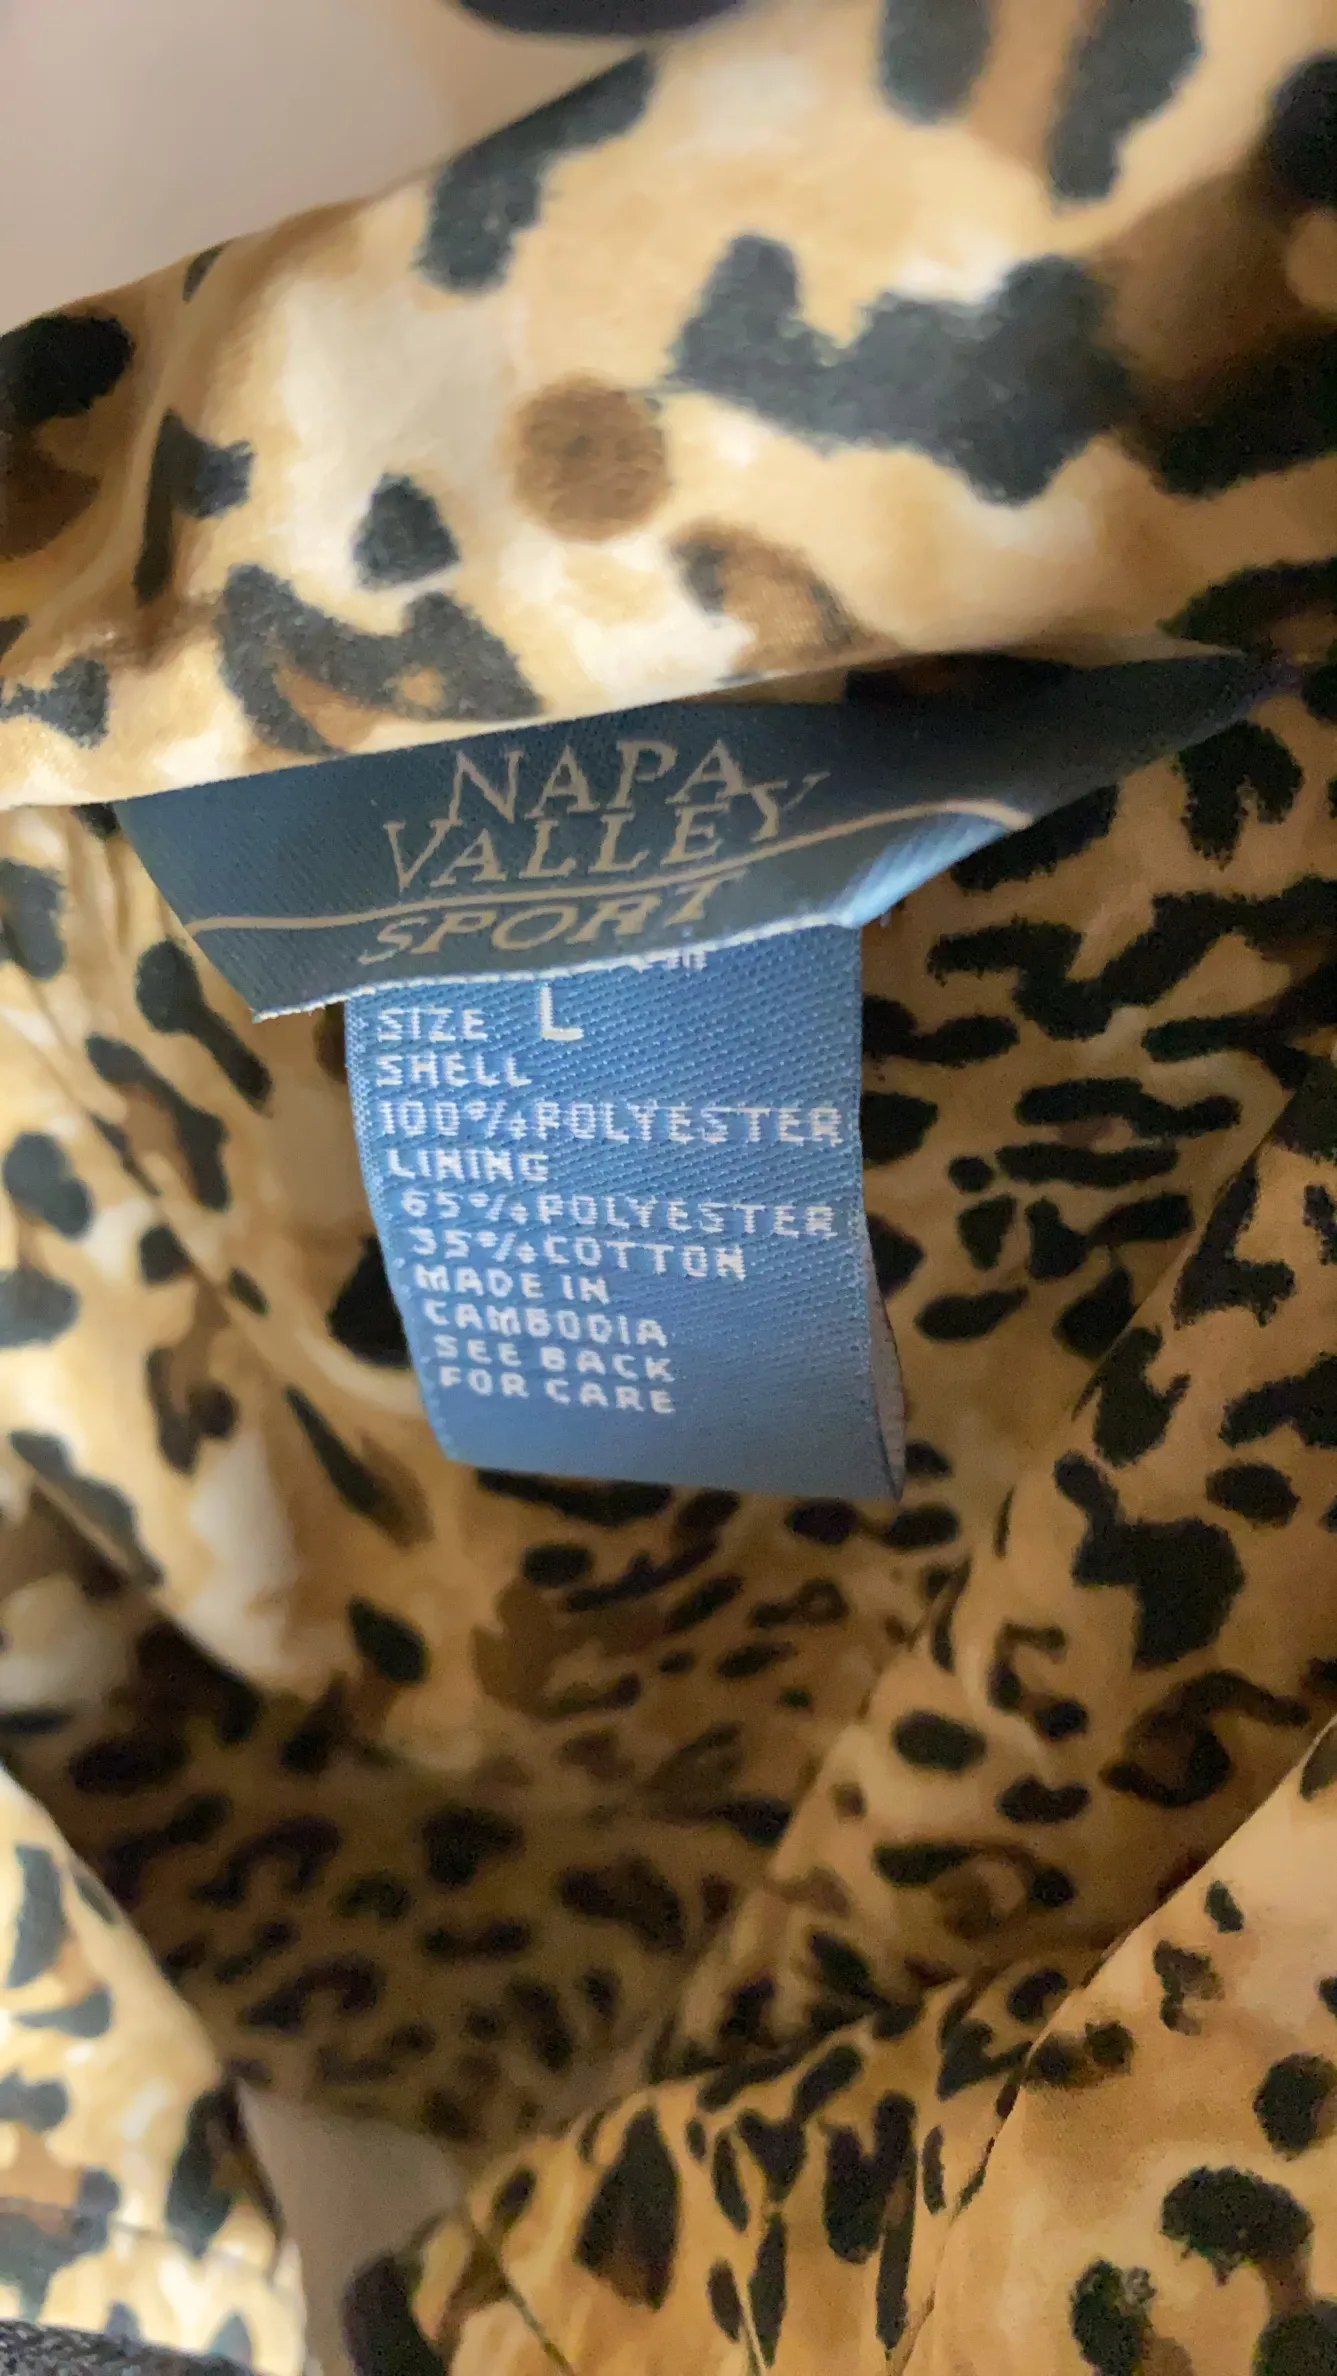 NAPA
VALLEY
SPORT
SIZE L
SHELL
100% POLYESTER
LINING
65% POLYESTER
35% COTTON
MADE IN
CAMBODIA
SEE BACK
FOR CARE